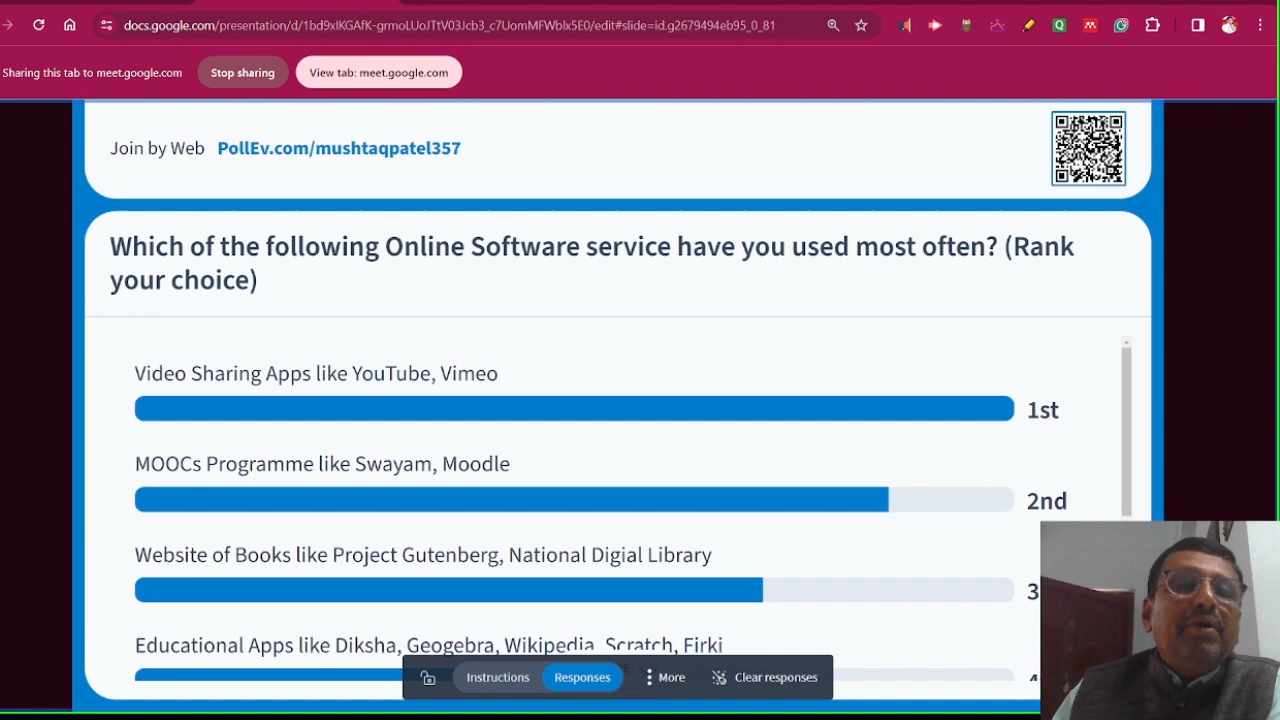 docs.google.com/presentation/d/1bd9xlKGAfK-grmoLUoJTtV03Jcb3_c7UomMFWblx5E0/edit#slide=id.g2679494eb95_0_81
Sharing this tab to meet.google.com
Stop sharing
View tab: meet.google.com
Join by Web PollEv.com/mushtaqpatel357
Which of the following Online Software service have you used most often? (Rank
your choice)
Video Sharing Apps like YouTube, Vimeo
1st
MOOCs Programme like Swayam, Moodle
2nd
Website of Books like Project Gutenberg, National Digial Library
3
Educational Apps like Diksha, Geogebra, Wikipedia, Scratch, Firki
Instructions
Responses
More
Clear responses